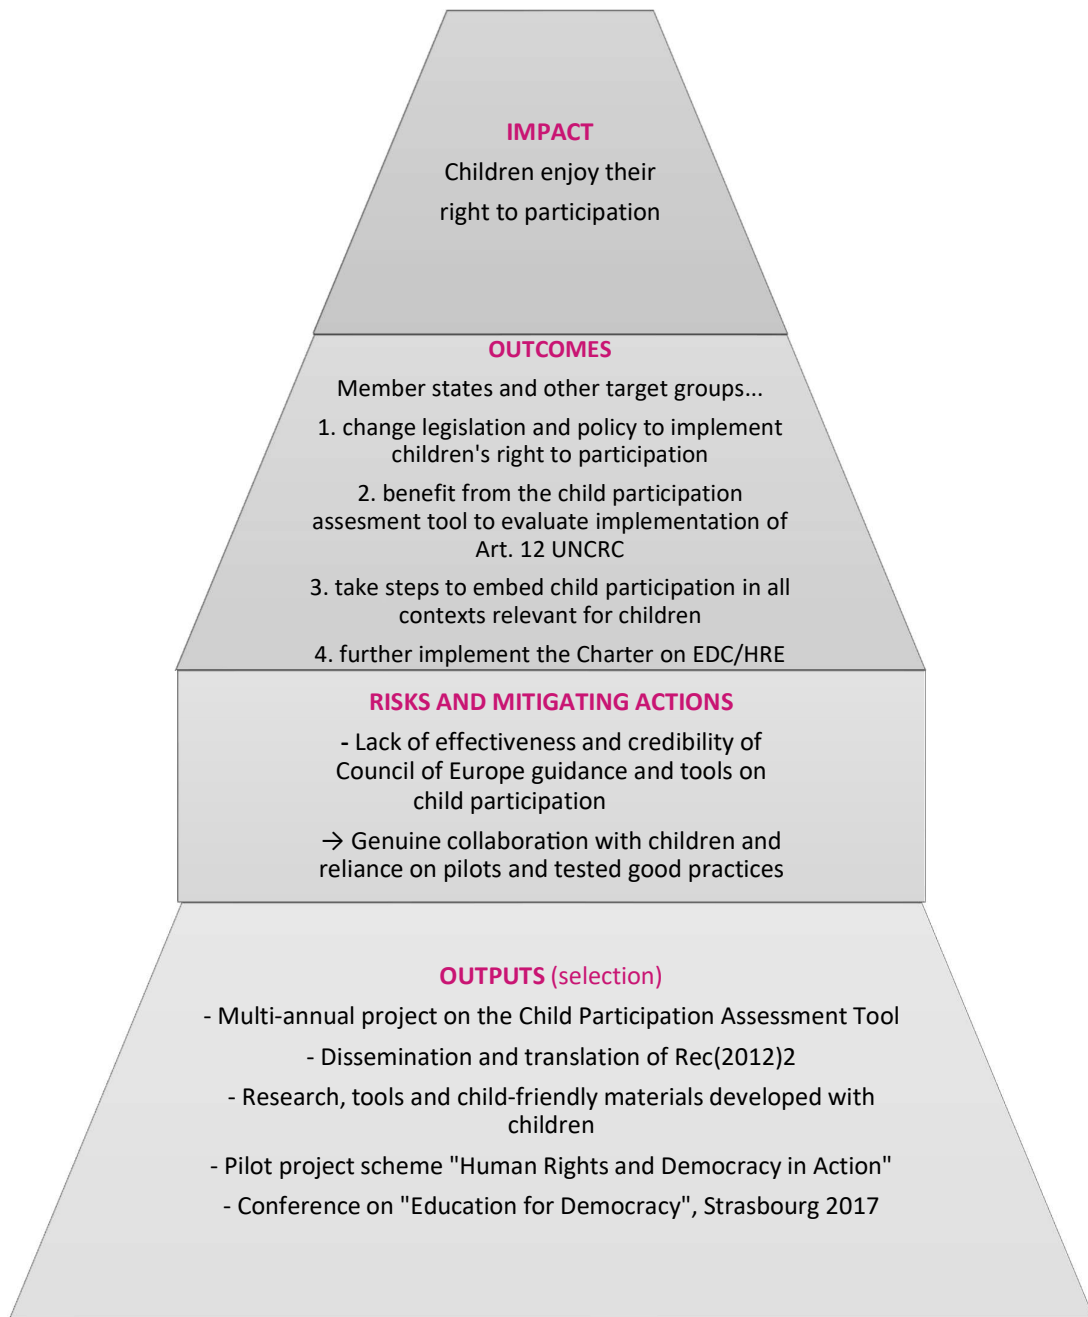 IMPACT
Children enjoy their
right to participation
OUTCOMES
Member states and other target groups...
1. change legislation and policy to implement
children's right to participation
2. benefit from the child participation
assesment tool to evaluate implementation of
Art. 12 UNCRC
3. take steps to embed child participation in all
contexts relevant for children
4. further implement the Charter on EDC/HRE
RISKS AND MITIGATING ACTIONS
- Lack of effectiveness and credibility of
Council of Europe guidance and tools on
child participation
→ Genuine collaboration with children and
reliance on pilots and tested good practices
OUTPUTS (selection)
- Multi-annual project on the Child Participation Assessment Tool
- Dissemination and translation of Rec(2012)2
- Research, tools and child-friendly materials developed with
children
- Pilot project scheme "Human Rights and Democracy in Action"
- Conference on "Education for Democracy", Strasbourg 2017